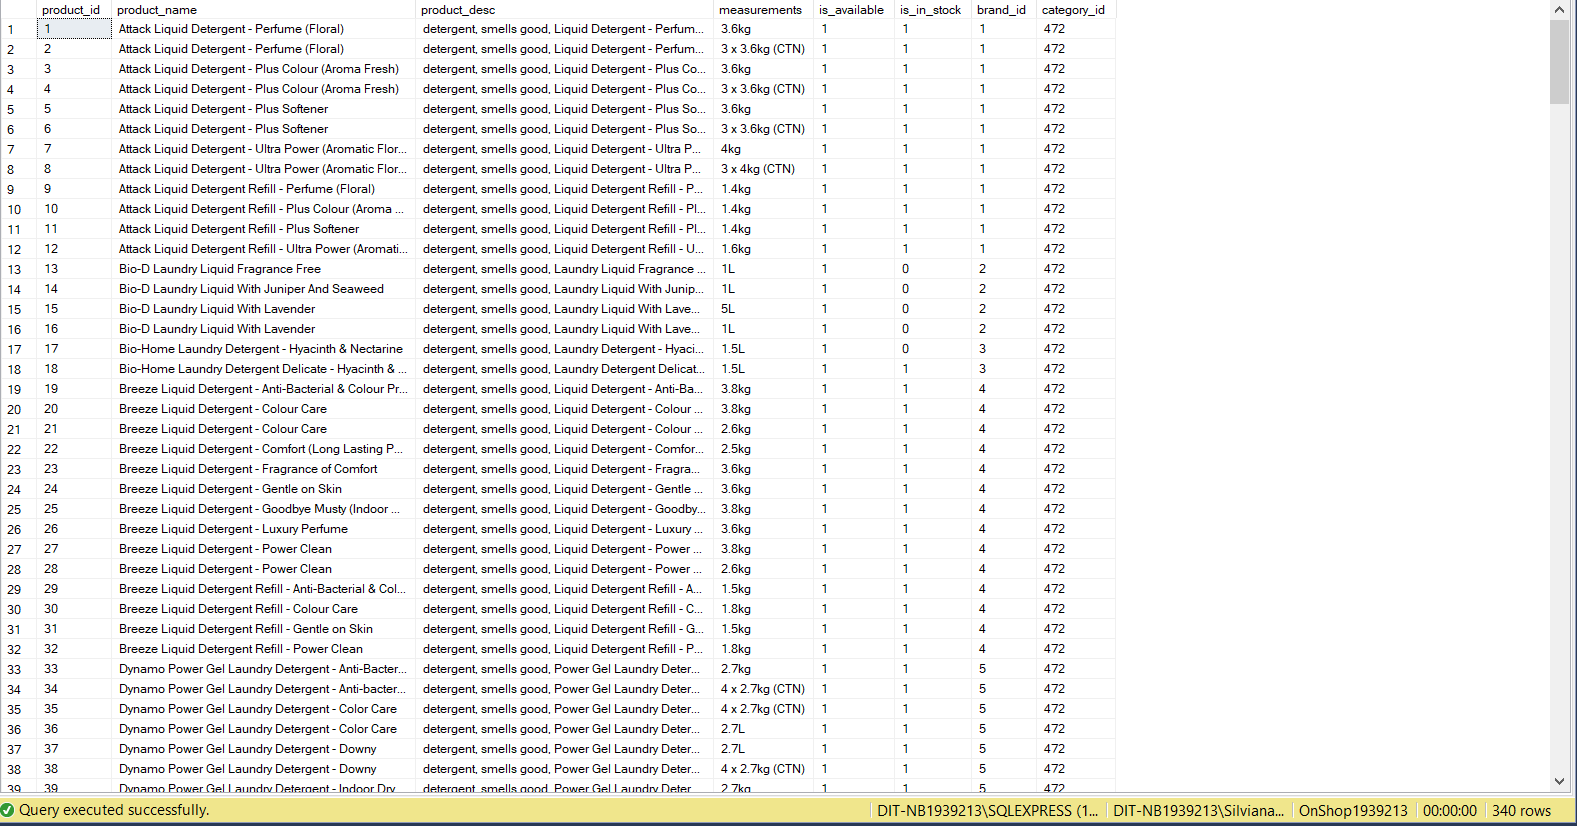 product_id product_name product_desc measurements is_available is_in_stock brand_id category_id
1 1 Attack Liquid Detergent - Perfume (Floral) detergent, smells good, Liquid Detergent - Perfum... 3.6kg 1 1 1 472
2 2 Attack Liquid Detergent - Perfume (Floral) detergent, smells good, Liquid Detergent - Perfum... 3 x 3.6kg (CTN) 1 1 1 472
3 3 Attack Liquid Detergent - Plus Colour (Aroma Fresh) detergent, smells good, Liquid Detergent - Plus Co... 3.6kg 1 1 1 472
4 4 Attack Liquid Detergent - Plus Colour (Aroma Fresh) detergent, smells good, Liquid Detergent - Plus Co... 3 x 3.6kg (CTN) 1 1 1 472
5 5 Attack Liquid Detergent - Plus Softener detergent, smells good, Liquid Detergent - Plus So... 3.6kg 1 1 1 472
6 6 Attack Liquid Detergent - Plus Softener detergent, smells good, Liquid Detergent - Plus So... 3 x 3.6kg (CTN) 1 1 1 472
7 7 Attack Liquid Detergent - Ultra Power (Aromatic Flor... detergent, smells good, Liquid Detergent - Ultra P... 4kg 1 1 1 472
8 8 Attack Liquid Detergent - Ultra Power (Aromatic Flor... detergent, smells good, Liquid Detergent - Ultra P... 3 x 4kg (CTN) 1 1 1 472
9 9 Attack Liquid Detergent Refill - Perfume (Floral) detergent, smells good, Liquid Detergent Refill - P... 1.4kg 1 1 1 472
10 10 Attack Liquid Detergent Refill - Plus Colour (Aroma ... detergent, smells good, Liquid Detergent Refill - Pl... 1.4kg 1 1 1 472
11 11 Attack Liquid Detergent Refill - Plus Softener detergent, smells good, Liquid Detergent Refill - Pl... 1.4kg 1 1 1 472
12 12 Attack Liquid Detergent Refill - Ultra Power (Aromati... detergent, smells good, Liquid Detergent Refill - U... 1.6kg 1 1 1 472
13 13 Bio-D Laundry Liquid Fragrance Free detergent, smells good, Laundry Liquid Fragrance ... 1L 1 0 2 472
14 14 Bio-D Laundry Liquid With Juniper And Seaweed detergent, smells good, Laundry Liquid With Junip... 1L 1 0 2 472
15 15 Bio-D Laundry Liquid With Lavender detergent, smells good, Laundry Liquid With Lave... 5L 1 0 2 472
16 16 Bio-D Laundry Liquid With Lavender detergent, smells good, Laundry Liquid With Lave... 1L 1 0 2 472
17 17 Bio-Home Laundry Detergent - Hyacinth & Nectarine detergent, smells good, Laundry Detergent - Hyaci... 1.5L 1 0 3 472
18 18 Bio-Home Laundry Detergent Delicate - Hyacinth & ... detergent, smells good, Laundry Detergent Delicat... 1.5L 1 1 3 472
19 19 Breeze Liquid Detergent - Anti-Bacterial & Colour Pr... detergent, smells good, Liquid Detergent - Anti-Ba... 3.8kg 1 1 4 472
20 20 Breeze Liquid Detergent - Colour Care detergent, smells good, Liquid Detergent - Colour ... 3.8kg 1 1 4 472
21 21 Breeze Liquid Detergent - Colour Care detergent, smells good, Liquid Detergent - Colour ... 2.6kg 1 1 4 472
22 22 Breeze Liquid Detergent - Comfort (Long Lasting P... detergent, smells good, Liquid Detergent - Comfor... 2.5kg 1 1 4 472
23 23 Breeze Liquid Detergent - Fragrance of Comfort detergent, smells good, Liquid Detergent - Fragra... 3.6kg 1 1 4 472
24 24 Breeze Liquid Detergent - Gentle on Skin detergent, smells good, Liquid Detergent - Gentle ... 3.6kg 1 1 4 472
25 25 Breeze Liquid Detergent - Goodbye Musty (Indoor ... detergent, smells good, Liquid Detergent - Goodby... 3.8kg 1 1 4 472
26 26 Breeze Liquid Detergent - Luxury Perfume detergent, smells good, Liquid Detergent - Luxury ... 3.6kg 1 1 4 472
27 27 Breeze Liquid Detergent - Power Clean detergent, smells good, Liquid Detergent - Power ... 3.8kg 1 1 4 472
28 28 Breeze Liquid Detergent - Power Clean detergent, smells good, Liquid Detergent - Power ... 2.6kg 1 1 4 472
29 29 Breeze Liquid Detergent Refill - Anti-Bacterial & Col... detergent, smells good, Liquid Detergent Refill - A... 1.5kg 1 1 4 472
30 30 Breeze Liquid Detergent Refill - Colour Care detergent, smells good, Liquid Detergent Refill - C... 1.8kg 1 1 4 472
31 31 Breeze Liquid Detergent Refill - Gentle on Skin detergent, smells good, Liquid Detergent Refill - G... 1.5kg 1 1 4 472
32 32 Breeze Liquid Detergent Refill - Power Clean detergent, smells good, Liquid Detergent Refill - P... 1.8kg 1 1 4 472
33 33 Dynamo Power Gel Laundry Detergent - Anti-Bacter... detergent, smells good, Power Gel Laundry Deter... 2.7kg 1 1 5 472
34 34 Dynamo Power Gel Laundry Detergent - Anti-bacter... detergent, smells good, Power Gel Laundry Deter... 4 x 2.7kg (CTN) 1 1 5 472
35 35 Dynamo Power Gel Laundry Detergent - Color Care detergent, smells good, Power Gel Laundry Deter... 4 x 2.7kg (CTN) 1 1 5 472
36 36 Dynamo Power Gel Laundry Detergent - Color Care detergent, smells good, Power Gel Laundry Deter... 2.7L 1 1 5 472
37 37 Dynamo Power Gel Laundry Detergent - Downy detergent, smells good, Power Gel Laundry Deter... 2.7L 1 1 5 472
38 38 Dynamo Power Gel Laundry Detergent - Downy detergent, smells good, Power Gel Laundry Deter... 4 x 2.7kg (CTN) 1 1 5 472
39 39 Dynamo Power Gel Laundry Detergent - Indoor Dry detergent, smells good, Power Gel Laundry Deter... 2.7kg 1 1 5 472
Query executed successfully. DIT-NB1939213\SQLEXPRESS (1... DIT-NB1939213\Silviana... OnShop1939213 00:00:00 340 rows